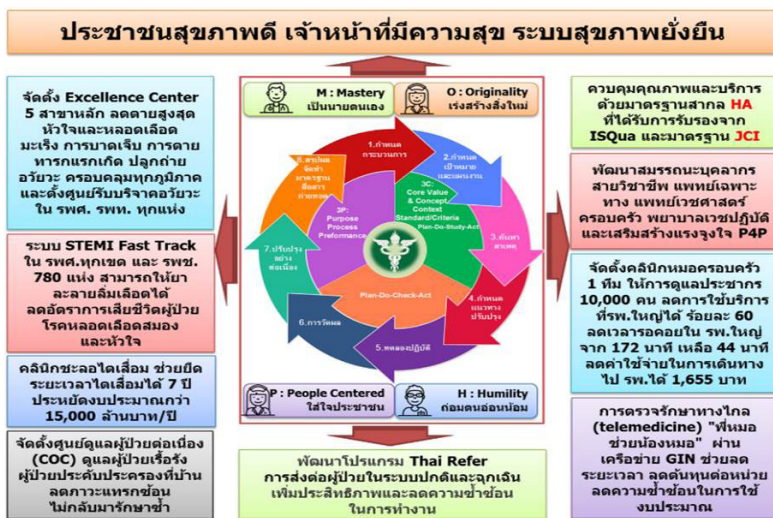 ประชาชนสุขภาพดี เจ้าหน้าที่มีความสุข ระบบสุขภาพยั่งยืน
จัดตั้ง Excellence Center
5 สาขาหลัก ลดตายสูงสุด
หัวใจและหลอดเลือด
มะเร็ง การบาดเจ็บ การตาย
ทารกแรกเกิด ปลูกถ่าย
อวัยวะ ครอบคลุมทุกภูมิภาค
และตั้งศูนย์รับบริจาคอวัยวะ
ใน รพศ. รพท. ทุกแห่ง
ระบบ STEMI Fast Track
ใน รพศ.ทุกเขต และ รพช.
780 แห่ง สามารถให้ยา
ละลายลิ่มเลือดได้
ลดอัตราการเสียชีวิตผู้ป่วย
โรคหลอดเลือดสมอง
และหัวใจ
คลินิกชะลอไตเสื่อม ช่วยยืด
ระยะเวลาไตเสื่อมได้ 7 ปี
ประหยัดงบประมาณกว่า
15,000 ล้านบาท/ปี
จัดตั้งศูนย์ดูแลผู้ป่วยต่อเนื่อง
(COC) ดูแลผู้ป่วยเรื้อรัง
ผู้ป่วยประคับประครองที่บ้าน
ลดภาวะแทรกซ้อน
ไม่กลับมารักษาซ้ำ
M : Mastery
เป็นนายตนเอง
O : Originality
เร่งสร้างสิ่งใหม่
1.กำหนด
กระบวนการ
2.กำหนด
เป้าหมาย
และแผนงาน
3.ค้นหา
สาเหตุ
4.กำหนด
แนวทาง
ปรับปรุง
5.ทดลองปฏิบัติ
6.การวัดผล
7.ปรับปรุง
อย่าง
ต่อเนื่อง
8.สรุปผล
จัดทำ
มาตรฐาน
สื่อสาร
ถ่ายทอด
3P:
Purpose
Process
Preformance
3C:
Core Value
& Concept
Context
Standard/Criteria
Plan-Do-Study-Act
Plan-Do-Check-Act
P : People Centered
ใส่ใจประชาชน
H : Humility
ถ่อมตนอ่อนน้อม
พัฒนาโปรแกรม Thai Refer
การส่งต่อผู้ป่วยในระบบปกติและฉุกเฉิน
เพิ่มประสิทธิภาพและลดความซ้ำซ้อน
ในการทำงาน
ควบคุมคุณภาพและบริการ
ด้วยมาตรฐานสากล HA
ที่ได้รับการรับรองจาก
ISQua และมาตรฐาน JCI
พัฒนาสมรรถนะบุคลากร
สายวิชาชีพ แพทย์เฉพาะ
ทาง แพทย์เวชศาสตร์
ครอบครัว พยาบาลเวชปฏิบัติ
และเสริมสร้างแรงจูงใจ P4P
จัดตั้งคลินิกหมอครอบครัว
1 ทีม ให้การดูแลประชากร
10,000 คน ลดการใช้บริการ
ที่รพ.ใหญ่ได้ ร้อยละ 60
ลดเวลารอคอยใน รพ.ใหญ่
จาก 172 นาที เหลือ 44 นาที
ลดค่าใช้จ่ายในการเดินทาง
ไป รพ.ได้ 1,655 บาท
การตรวจรักษาทางไกล
(telemedicine) "พี่หมอ
ช่วยน้องหมอ" ผ่าน
เครือข่าย GIN ช่วยลด
ระยะเวลา ลดต้นทุนต่อหน่วย
ลดความซ้ำซ้อนในการใช้
งบประมาณ